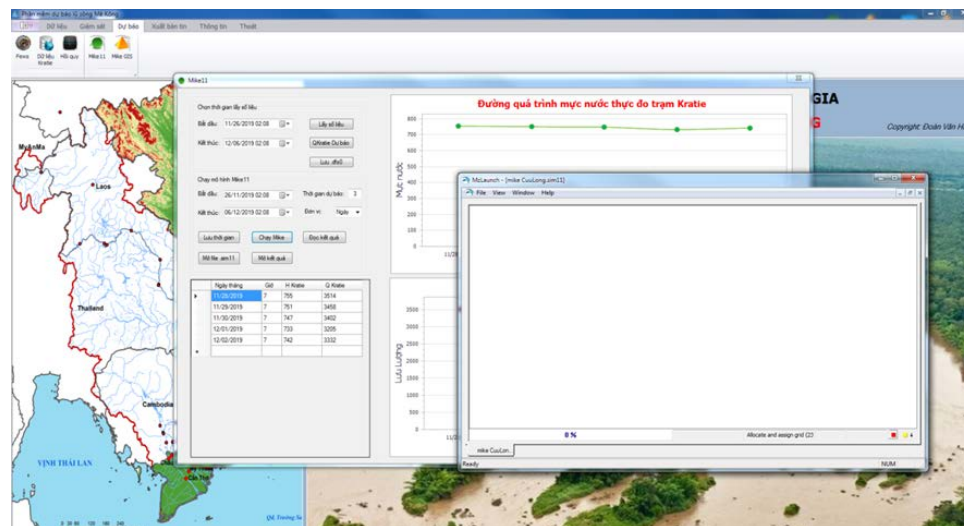 Phần mềm dự báo lũ sông Mê Kông
Dữ liệu Giám sát Dự báo Xuất bản tin Thông tin Thoát
Fews Dữ liệu Kratie Hồi quy Mike11 Mike GIS
Mike11
GIA
G
Copyright: Đoàn Văn H
Chọn thời gian lấy số liệu
Bắt đầu: 11/26/2019 02:08 Lấy số liệu
Kết thúc: 12/06/2019 02:08 QKratie Dự báo
Lưu .dfs0
Chạy mô hình Mike11
Bắt đầu: 26/11/2019 02:08 Thời gian dự báo: 3
Kết thúc: 06/12/2019 02:08 Đơn vị: Ngày
Lưu thời gian Chạy Mike Đọc kết quả
Mở file .sim11 Mở kết quả
Ngày tháng Giờ H Kratie Q Kratie
11/28/2019 7 755 3514
11/29/2019 7 751 3458
11/30/2019 7 747 3402
12/01/2019 7 733 3205
12/02/2019 7 742 3332
Đường quá trình mực nước thực đo trạm Kratie
Mực nước
800
700
600
500
400
300
200
100
0
11/28
Lưu Lượng
3500
3000
2500
2000
1500
1000
500
0
11/28
McLaunch - [mike CuuLong.sim11]
File View Window Help
0 % Allocate and assign grid (2)
mike CuuLon...
Ready NUM
MyAnMa
Laos
Thailand
Cambodia
VỊNH THÁI LAN
Cần Thơ
Qđ. Trường Sa